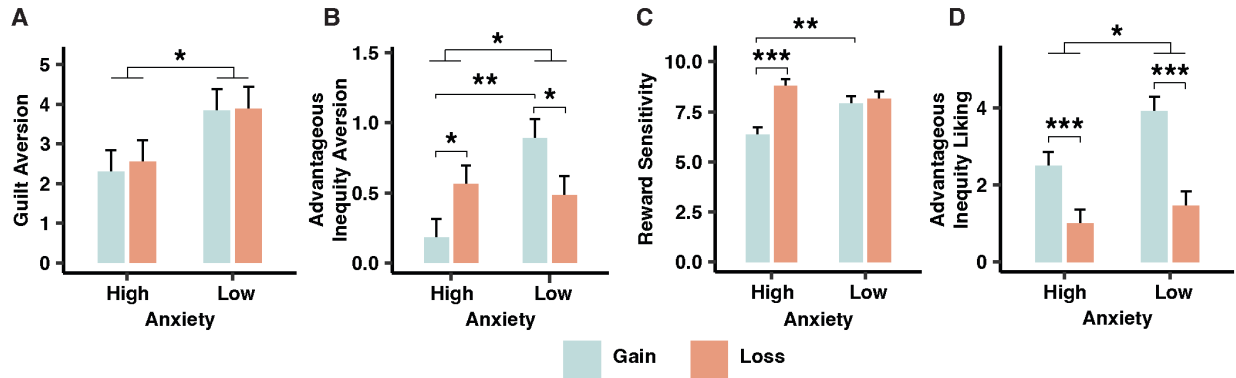 A
Guilt Aversion
5
4
3
2
1
0
*
High
Low
Anxiety
B
Advantageous
Inequity Aversion
1.5
1.0
0.5
0.0
*
**
*
*
High
Low
Anxiety
C
Reward Sensitivity
10.0
7.5
5.0
2.5
0.0
**
***
High
Low
Anxiety
D
Advantageous
Inequity Liking
4
2
0
*
***
***
High
Low
Anxiety
Gain
Loss